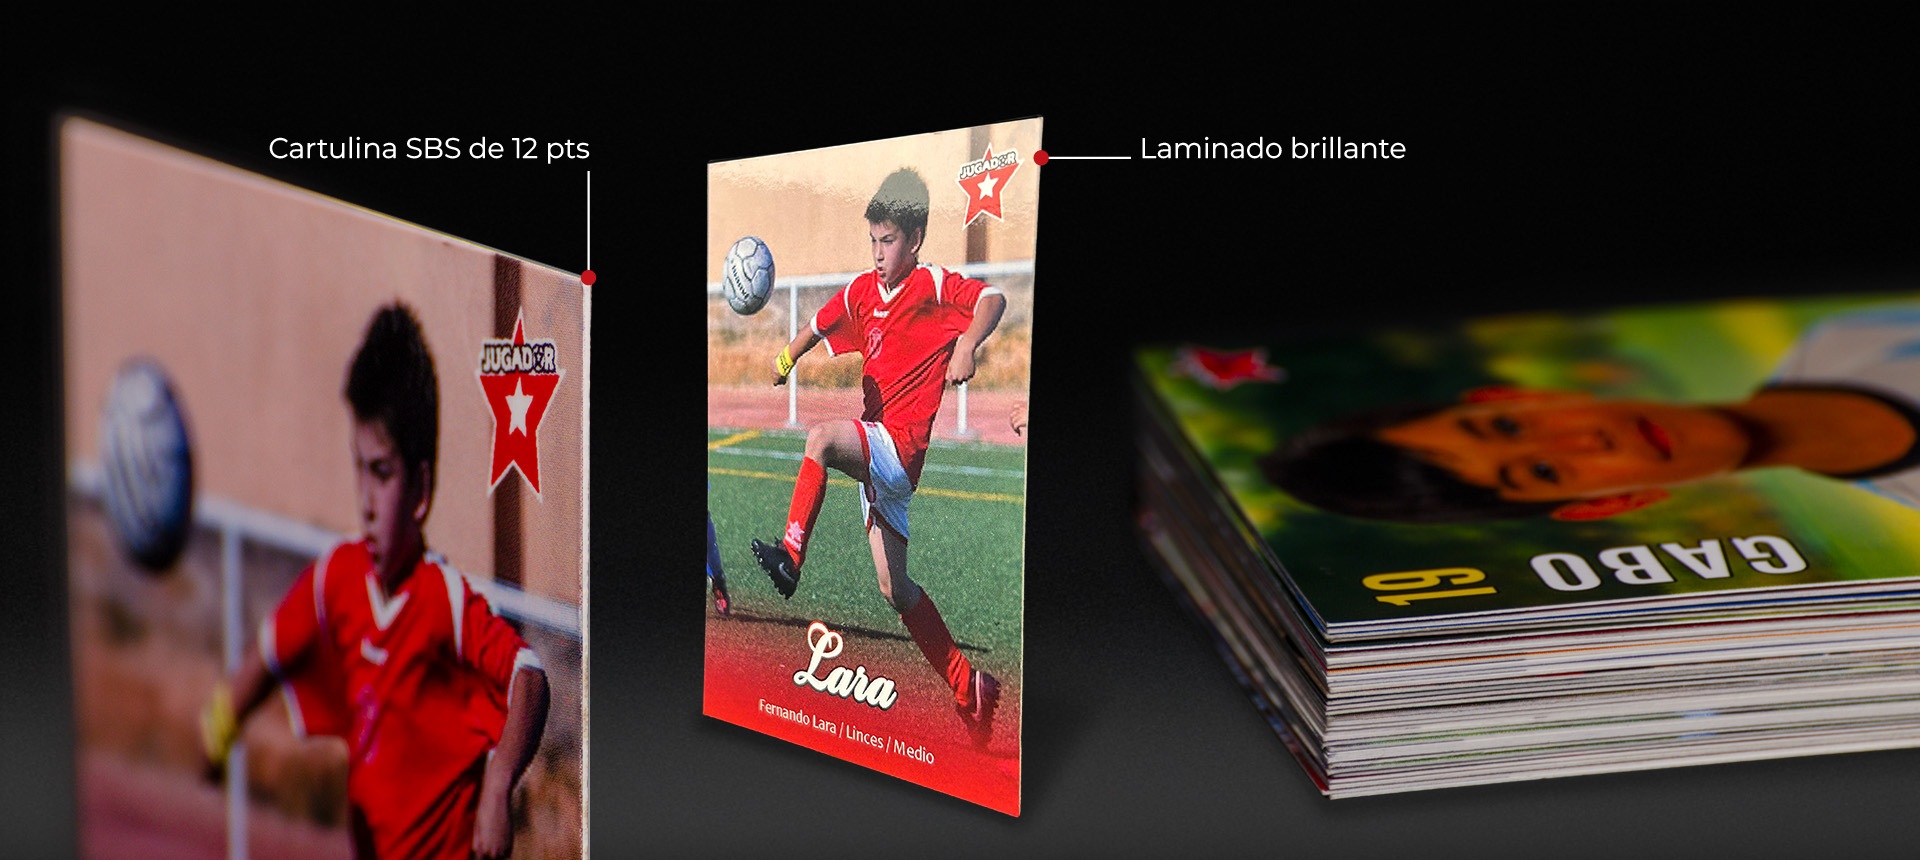 Cartulina SBS de 12 pts
JUGADOR
JUGADOR
Lara
Fernando Lara / Linces / Medio
Laminado brillante
19
GABO